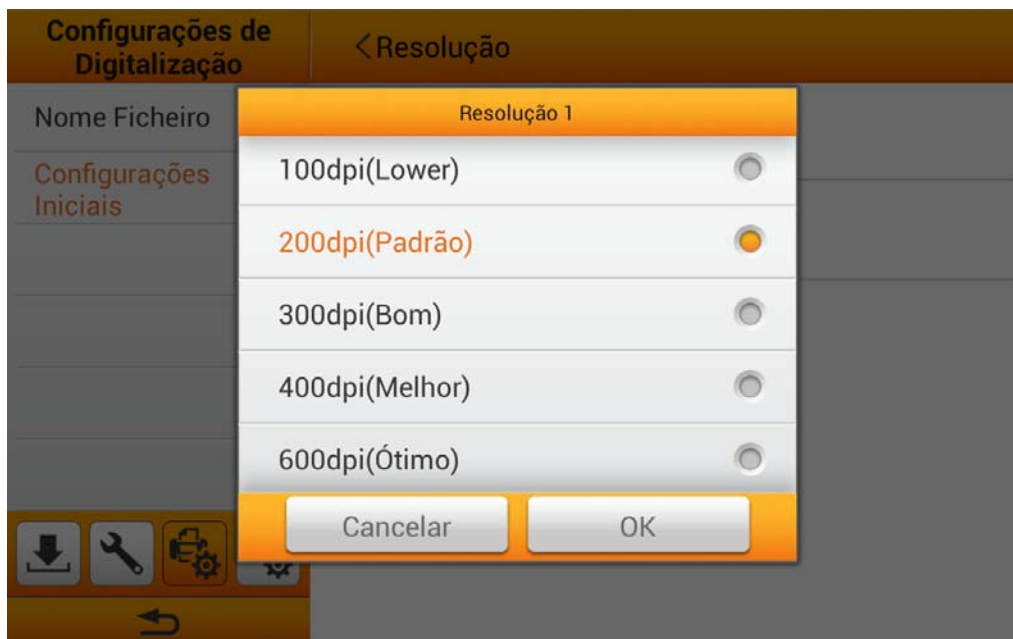 Configurações de
Digitalização
<Resolução
Nome Ficheiro
Configurações
Iniciais
Resolução 1
100dpi(Lower)
200dpi(Padrão)
300dpi(Bom)
400dpi(Melhor)
600dpi(Ótimo)
Cancelar
OK